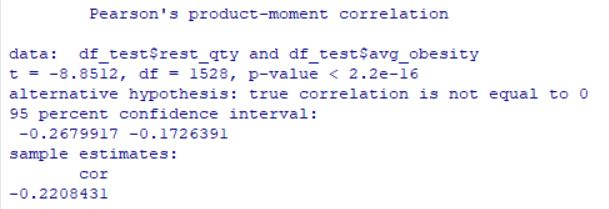 Pearson's product-moment correlation
data: df_test$rest_qty and df_test$avg_obesity
t = -8.8512, df = 1528, p-value < 2.2e-16
alternative hypothesis: true correlation is not equal to 0
95 percent confidence interval:
-0.2679917 -0.1726391
sample estimates:
cor
-0.2208431